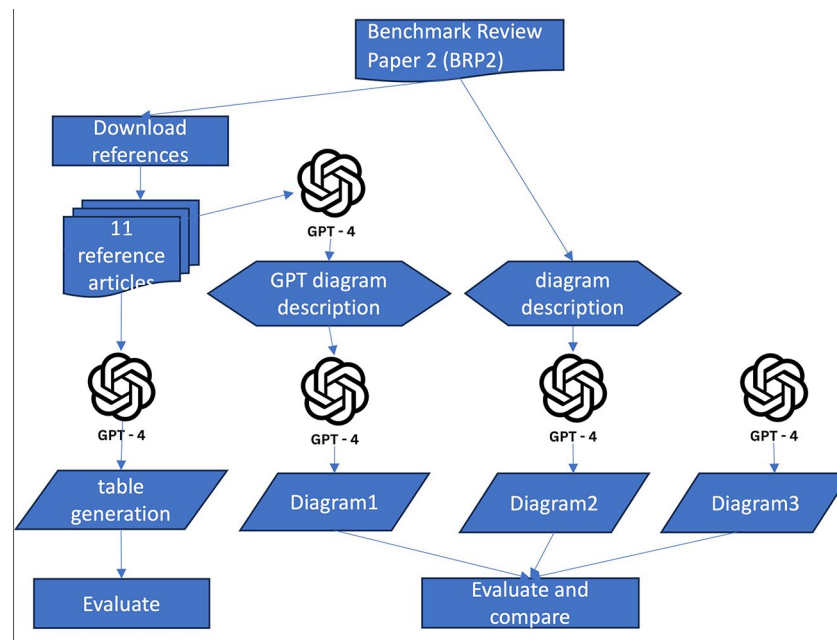 Benchmark Review
Paper 2 (BRP2)
Download
references
11
reference
articles
GPT - 4
GPT diagram
description
diagram
description
GPT - 4
GPT - 4
GPT - 4
GPT - 4
table
generation
Diagram1
Diagram2
Diagram3
Evaluate
Evaluate and
compare